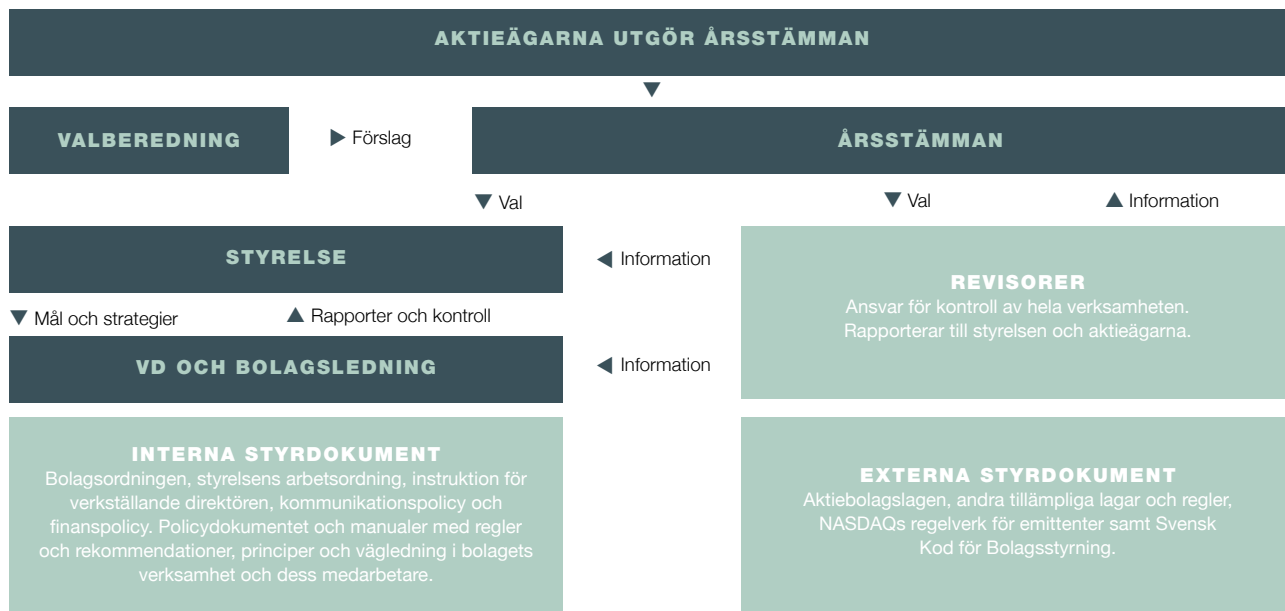 AKTIEÄGARNA UTGÖR ÅRSSTÄMMAN
▼
VALBEREDNING
▶ Förslag
ÅRSSTÄMMAN
▼ Val
▼ Val
▲ Information
STYRELSE
◀ Information
▼ Mål och strategier
▲ Rapporter och kontroll
VD OCH BOLAGSLEDNING
◀ Information
REVISORER
Ansvar för kontroll av hela verksamheten.
Rapporterar till styrelsen och aktieägarna.
INTERNA STYRDOKUMENT
Bolagsordningen, styrelsens arbetsordning, instruktion för
verkställande direktören, kommunikationspolicy och
finanspolicy. Policydokumentet och manualer med regler
och rekommendationer, principer och vägledning i bolagets
verksamhet och dess medarbetare.
EXTERNA STYRDOKUMENT
Aktiebolagslagen, andra tillämpliga lagar och regler,
NASDAQs regelverk för emittenter samt Svensk
Kod för Bolagsstyrning.